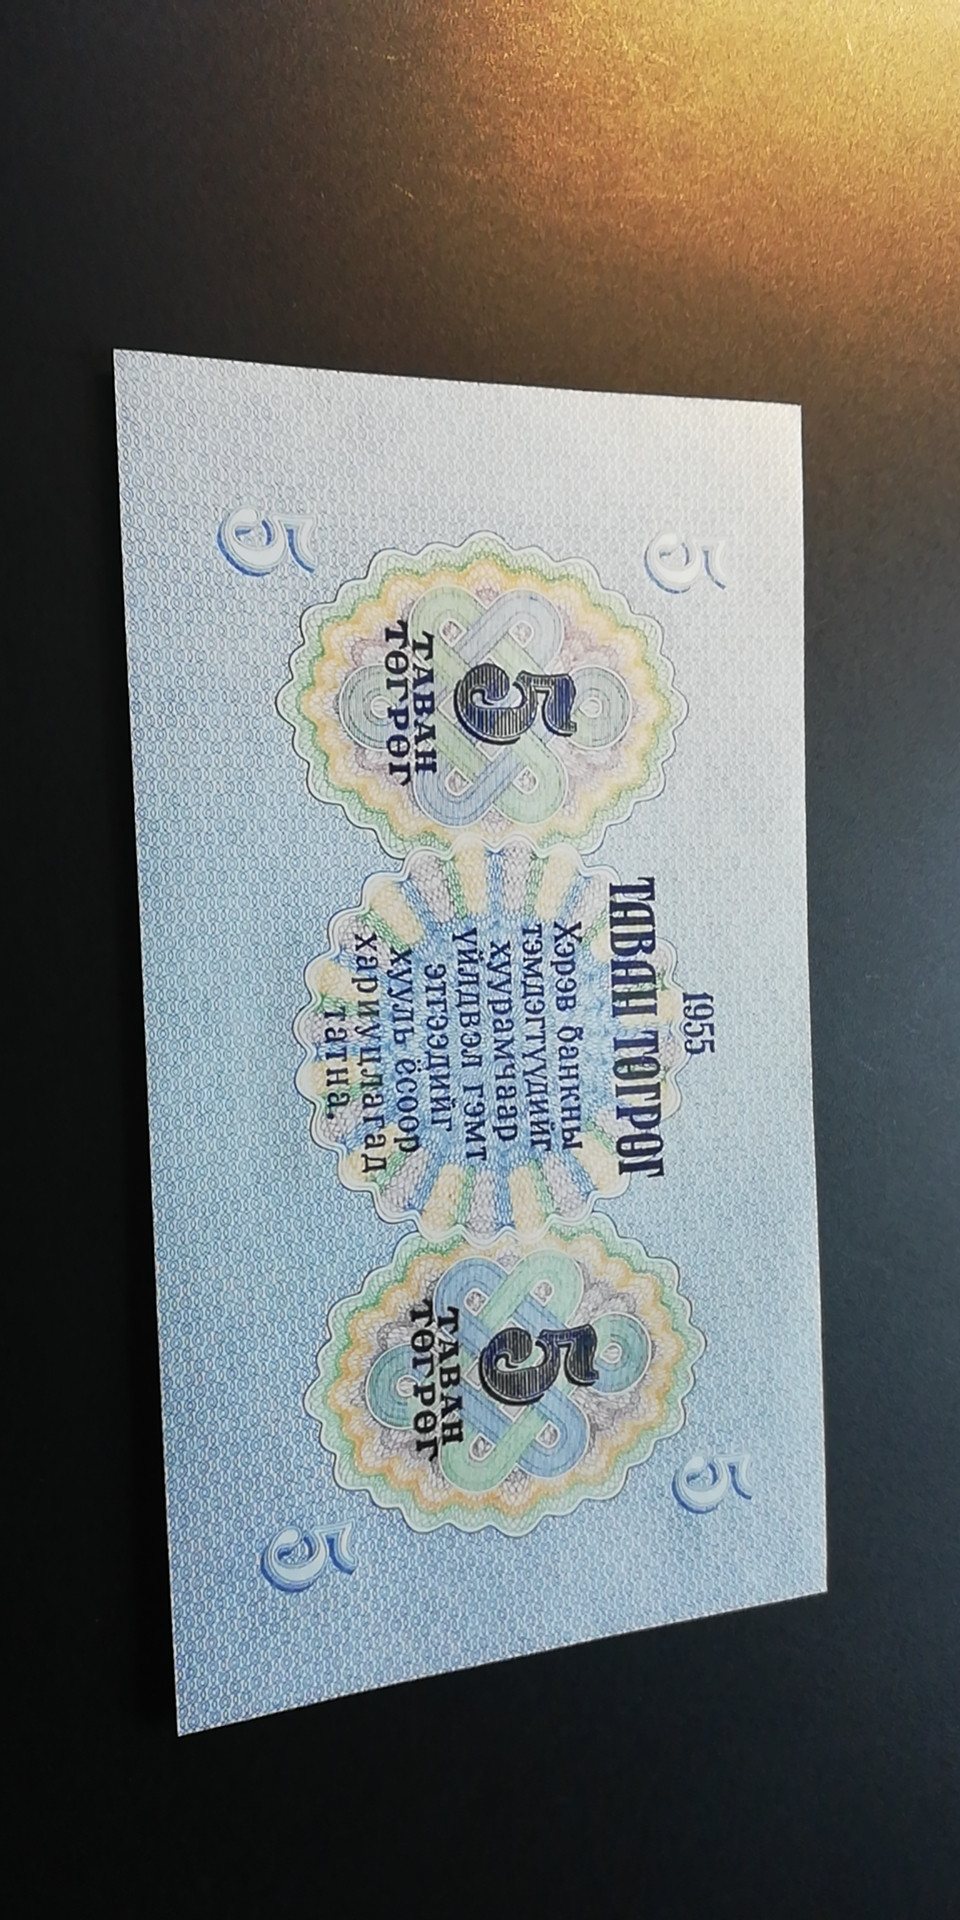 1955
ТАВАН ТӨГРӨГ
5
5
5
ТАВАН
ТӨГРӨГ
Хэрэв банкны
тэмдэгтүүдийг
хуурамчаар
үйлдвэл гэмт
этгээдийг
хууль ёсоор
хариуцлагад
татна.
5
ТАВАН
ТӨГРӨГ
5
5